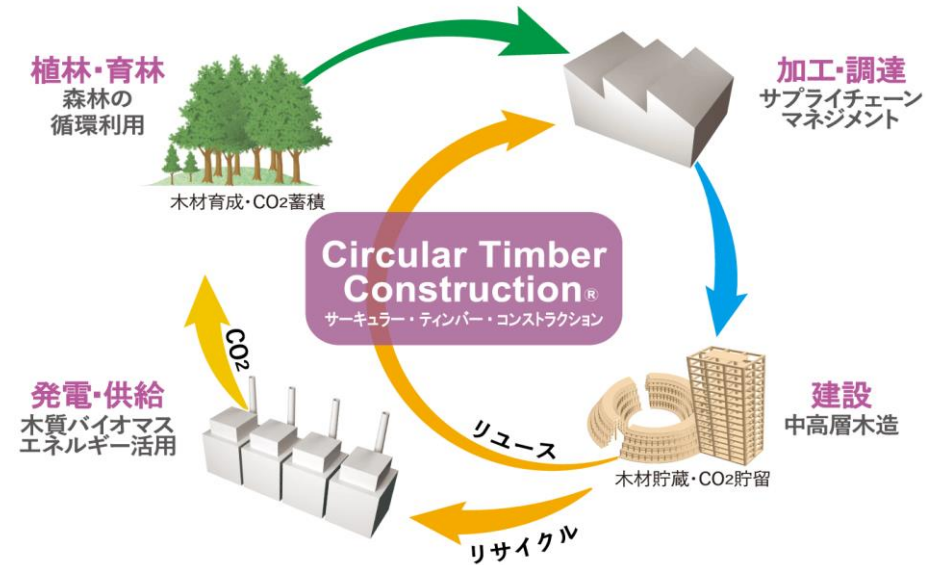 植林・育林
森林の
循環利用
木材育成・CO2蓄積
加工・調達
サプライチェーン
マネジメント
Circular Timber
Construction®
サーキュラー・ティンバー・コンストラクション
CO2
発電・供給
木質バイオマス
エネルギー活用
リユース
リサイクル
建設
中高層木造
木材貯蔵・CO2貯留